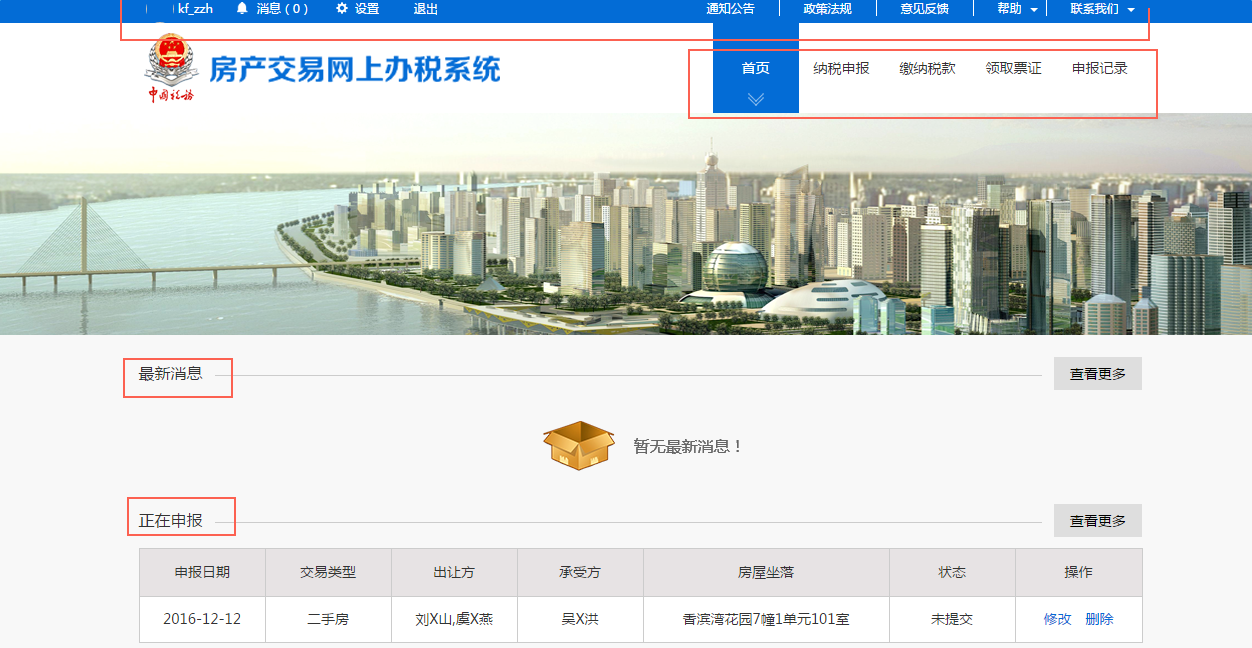 kf_zzh 消息 ( 0 ) 设置 退出 通知公告 政策法规 意见反馈 帮助 联系我们
中国税务 房产交易网上办税系统
首页 纳税申报 缴纳税款 领取票证 申报记录
最新消息 查看更多
暂无最新消息！
正在申报 查看更多
申报日期 交易类型 出让方 承受方 房屋坐落 状态 操作
2016-12-12 二手房 刘X山,虞X燕 吴X洪 香滨湾花园7幢1单元101室 未提交 修改 删除